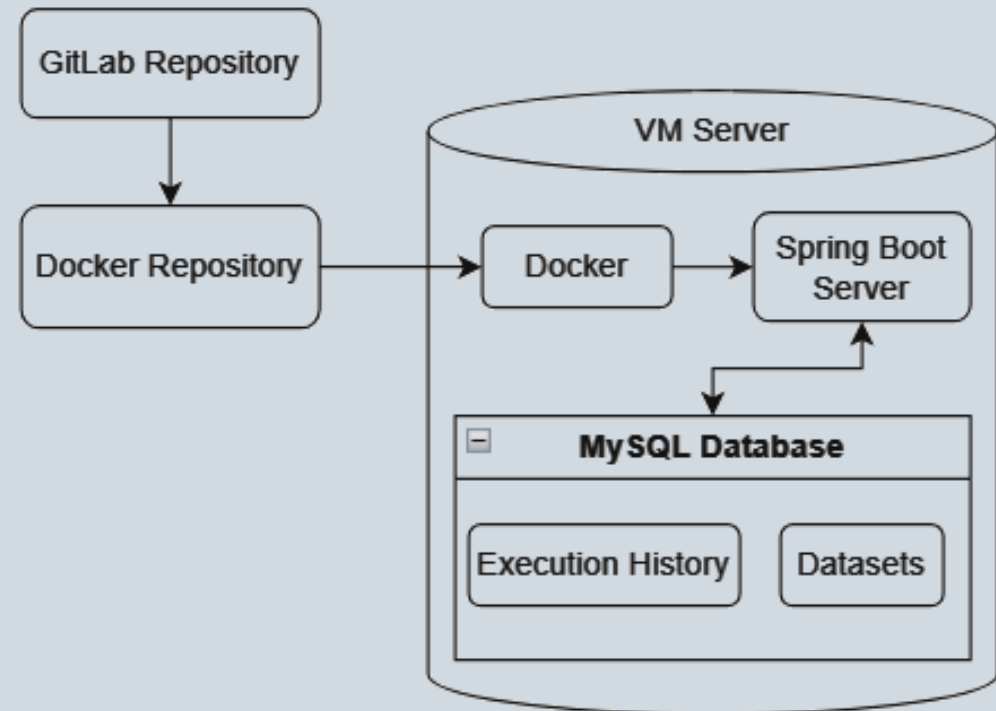 GitLab Repository
VM Server
Docker Repository
Docker
Spring Boot
Server
MySQL Database
Execution History
Datasets